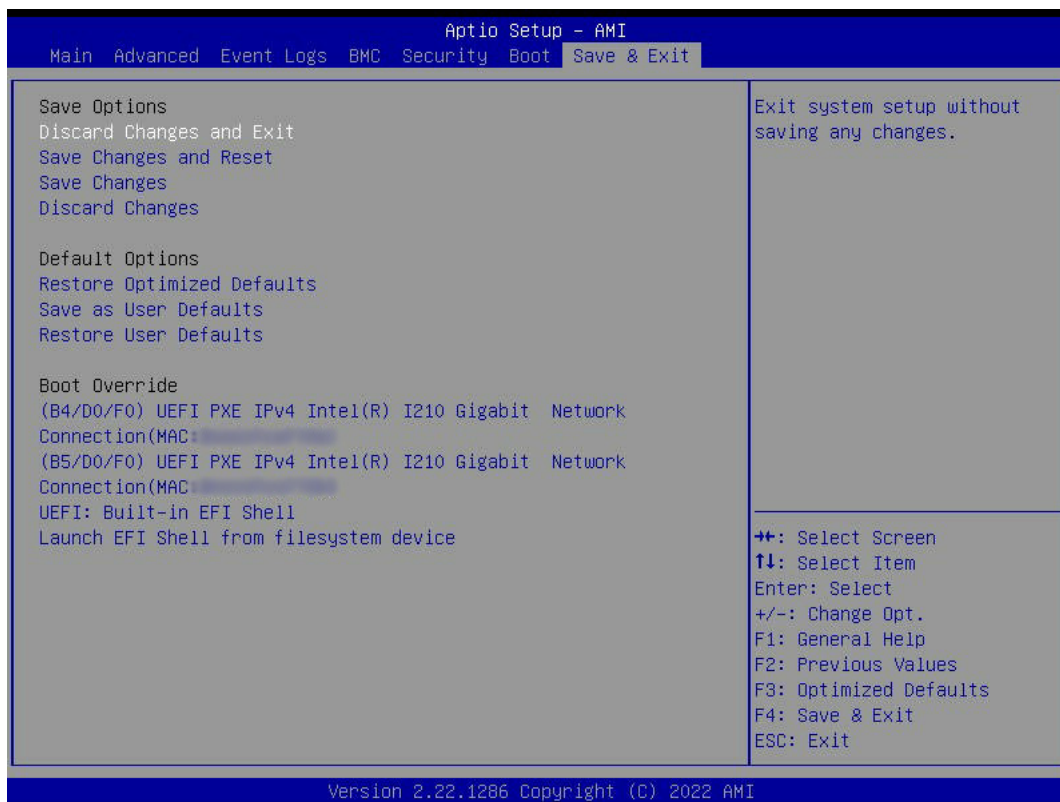 Aptio Setup – AMI
Main Advanced Event Logs BMC Security Boot Save & Exit
Save Options
Discard Changes and Exit
Save Changes and Reset
Save Changes
Discard Changes
Default Options
Restore Optimized Defaults
Save as User Defaults
Restore User Defaults
Boot Override
(B4/D0/F0) UEFI PXE IPv4 Intel(R) I210 Gigabit  Network
Connection(MAC:
(B5/D0/F0) UEFI PXE IPv4 Intel(R) I210 Gigabit  Network
Connection(MAC:
UEFI: Built-in EFI Shell
Launch EFI Shell from filesystem device
Exit system setup without
saving any changes.
→←: Select Screen
↑↓: Select Item
Enter: Select
+/-: Change Opt.
F1: General Help
F2: Previous Values
F3: Optimized Defaults
F4: Save & Exit
ESC: Exit
Version 2.22.1286 Copyright (C) 2022 AMI